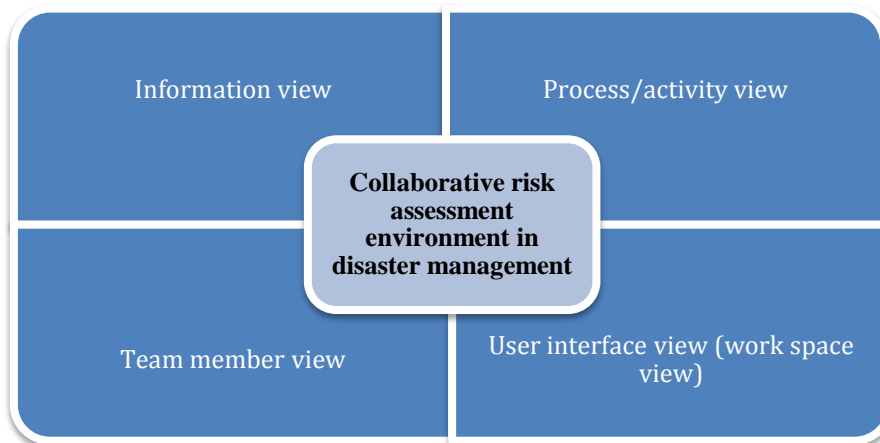 Information view
Process/activity view
Collaborative risk
assessment
environment in
disaster management
Team member view
User interface view (work space
view)